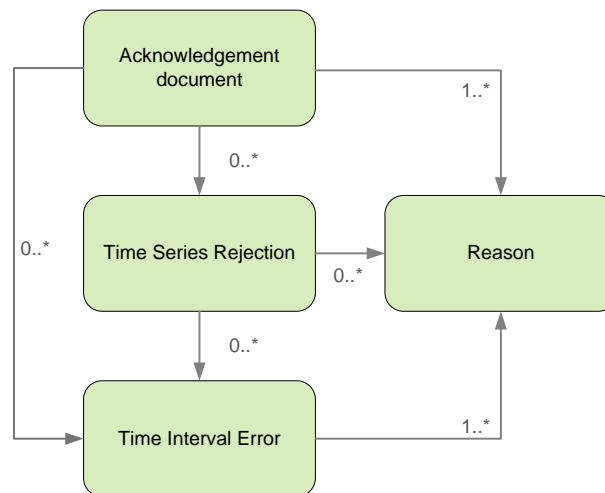 Acknowledgement
document
1..*
0..*
0..*
Time Series Rejection
0..*
Reason
0..*
Time Interval Error
1..*